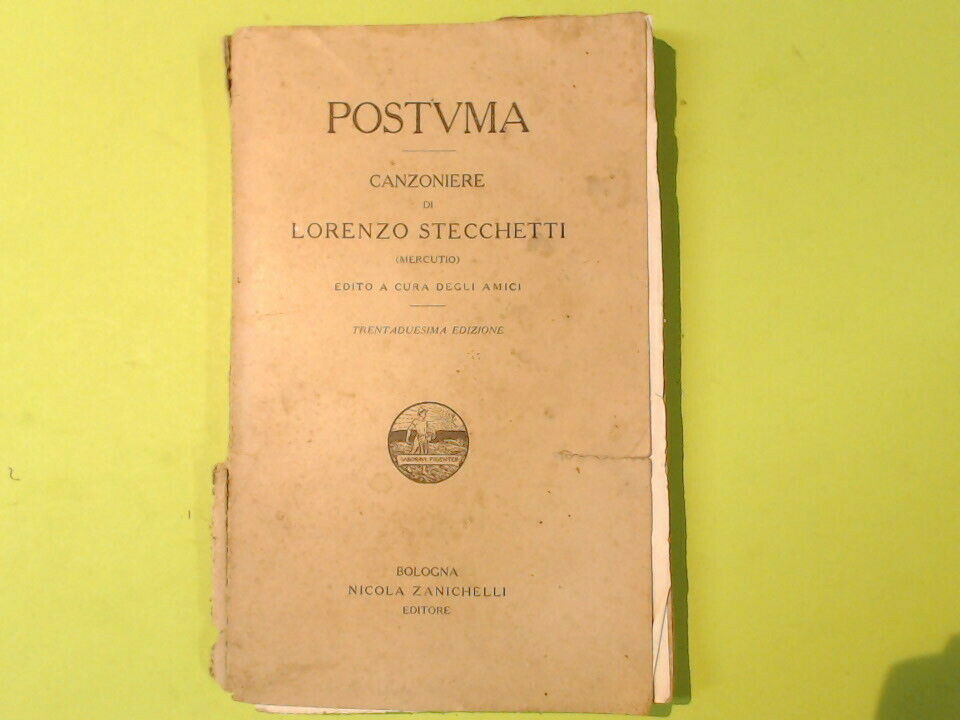 POSTVMA
CANZONIERE
DI
LORENZO STECCHETTI
(MERCUTIO)
EDITO A CURA DEGLI AMICI
TRENTADUESIMA EDIZIONE
BOLOGNA
NICOLA ZANICHELLI
EDITORE